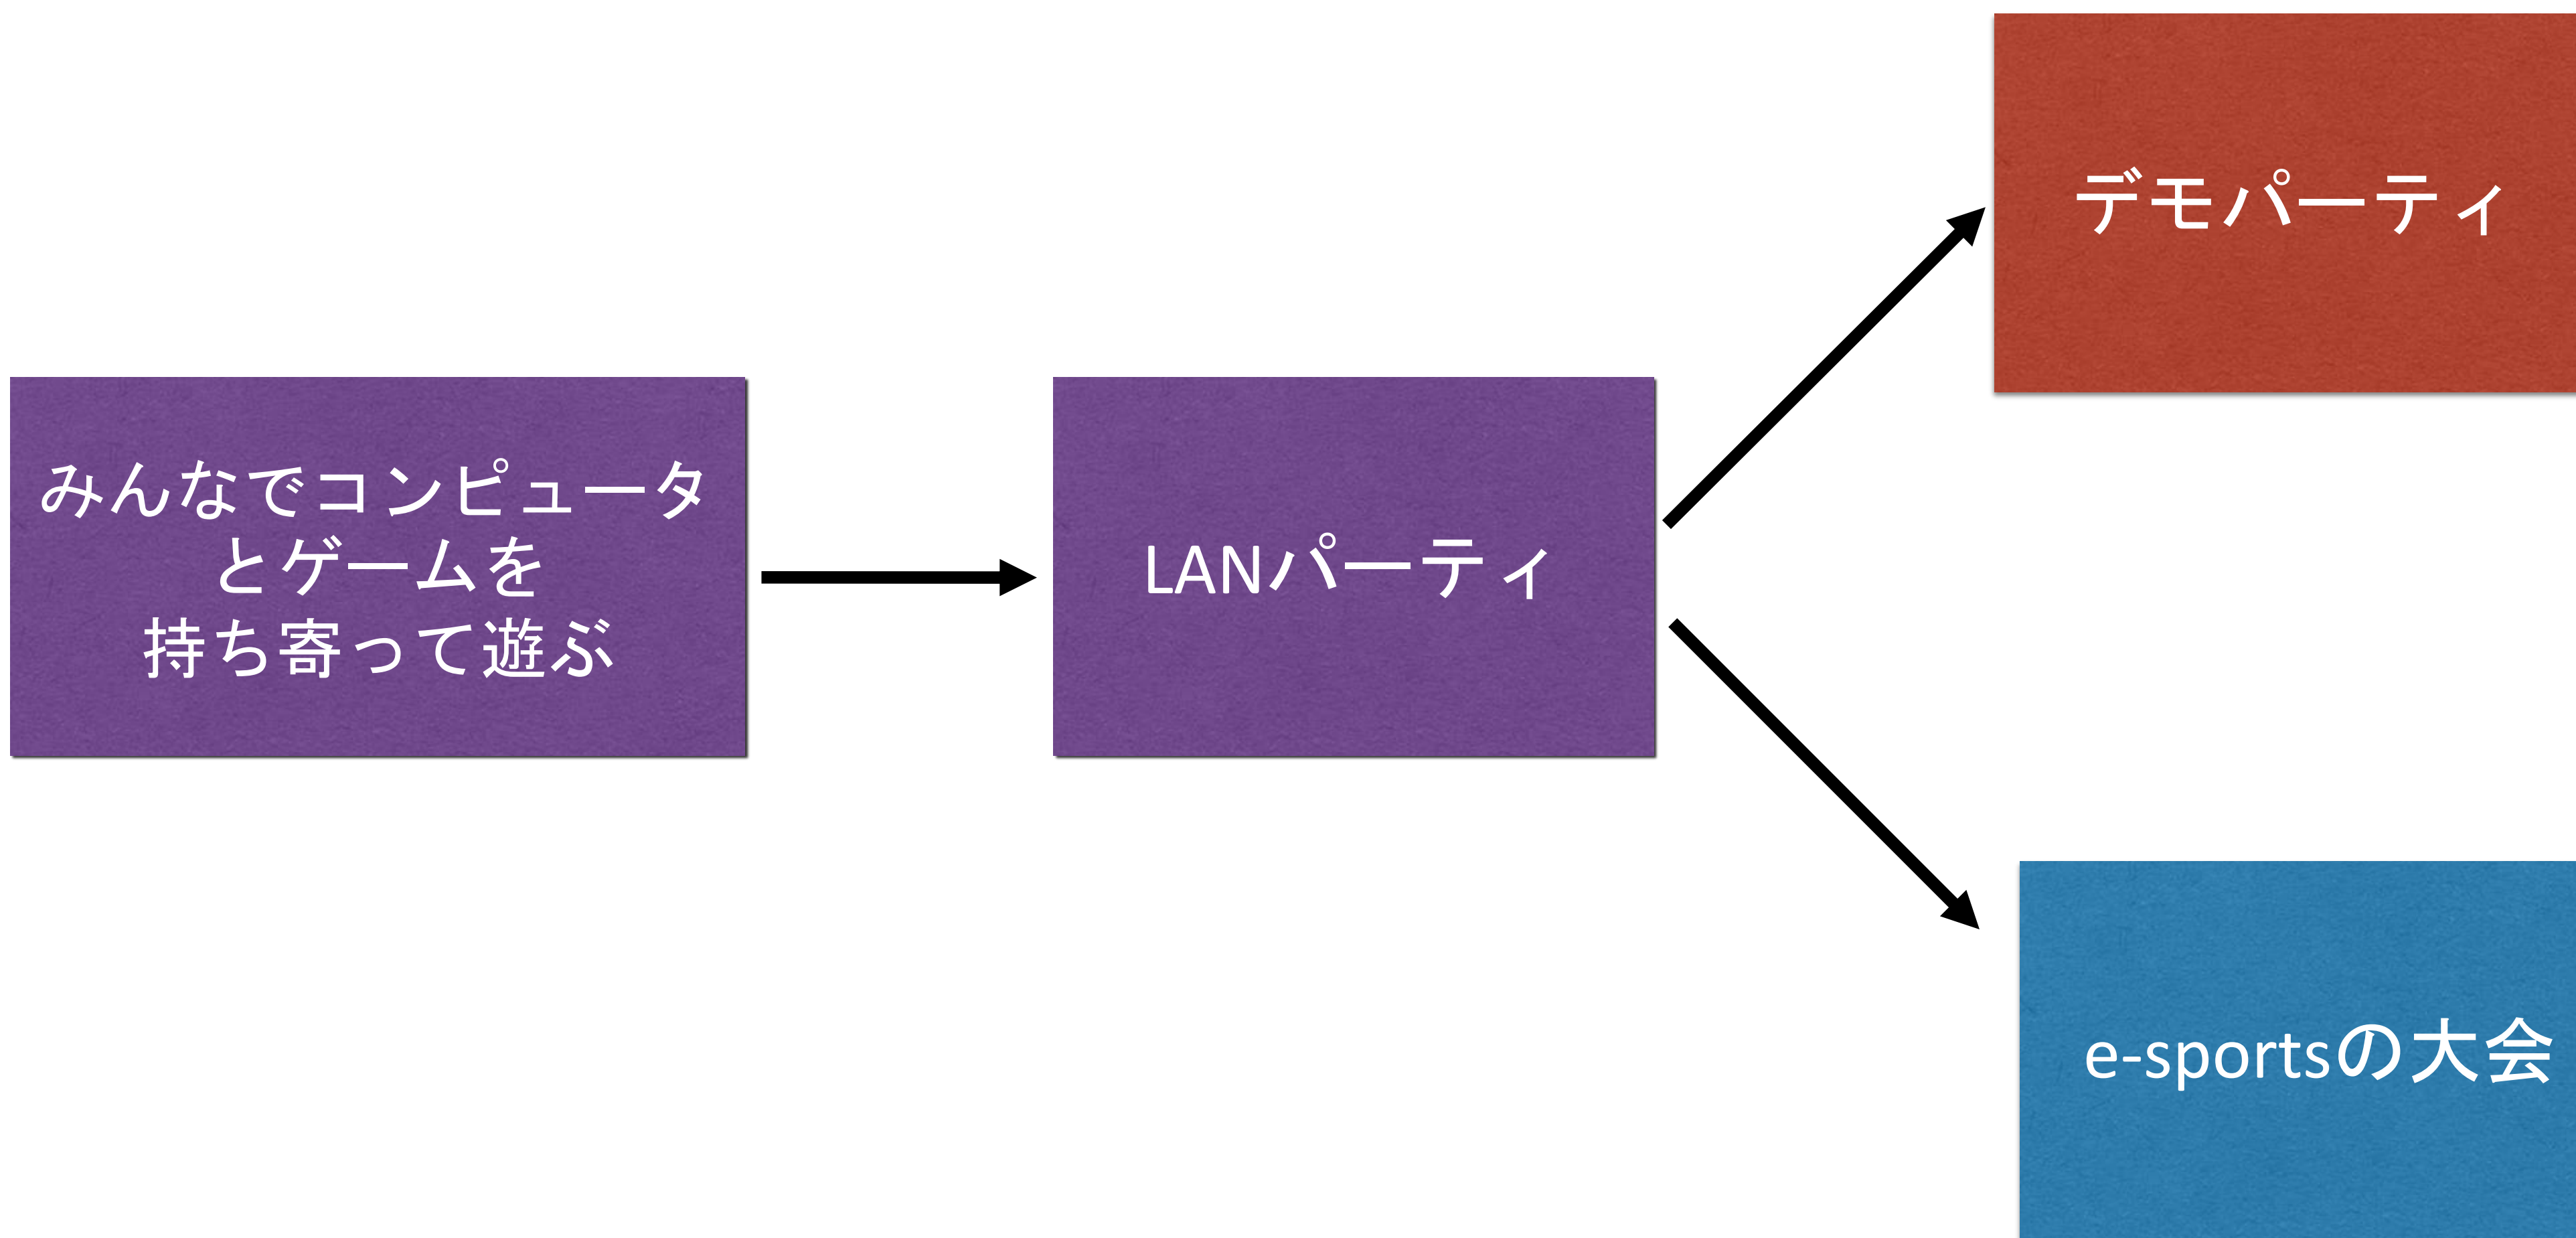 みんなでコンピュータ
とゲームを
持ち寄って遊ぶ
LANパーティ
デモパーティ
e-sportsの大会